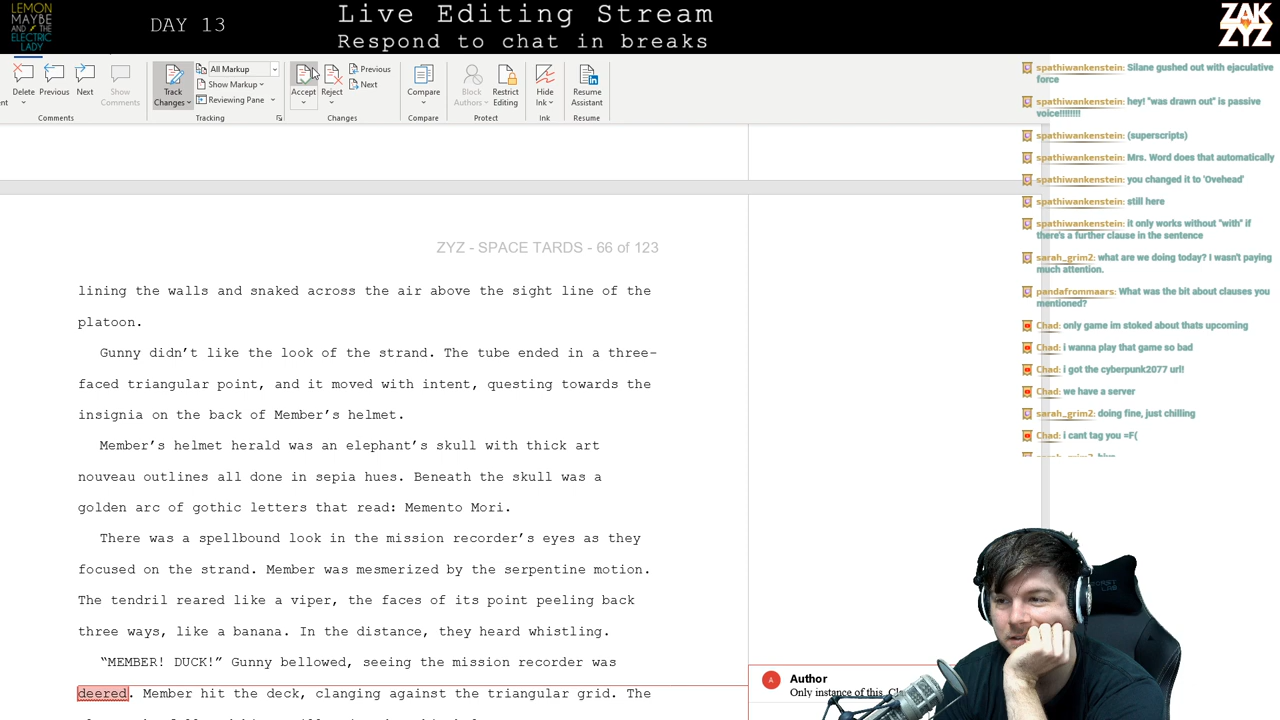 LEMON
MAYBE
AND THE
ELECTRIC
LADY
DAY 13
Live Editing Stream
Respond to chat in breaks
ZAK
ZYZ
Delete
Previous
Next
Show
Comments
Comments
Track
Changes
All Markup
Show Markup
Reviewing Pane
Tracking
Accept
Reject
Previous
Next
Changes
Compare
Compare
Block
Authors
Restrict
Editing
Protect
Hide
Ink
Ink
Resume
Assistant
Resume
ZYZ - SPACE TARDS - 66 of 123
lining the walls and snaked across the air above the sight line of the
platoon.
Gunny didn’t like the look of the strand. The tube ended in a three-
faced triangular point, and it moved with intent, questing towards the
insignia on the back of Member’s helmet.
Member’s helmet herald was an elephant’s skull with thick art
nouveau outlines all done in sepia hues. Beneath the skull was a
golden arc of gothic letters that read: Memento Mori.
There was a spellbound look in the mission recorder’s eyes as they
focused on the strand. Member was mesmerized by the serpentine motion.
The tendril reared like a viper, the faces of its point peeling back
three ways, like a banana. In the distance, they heard whistling.
“MEMBER! DUCK!” Gunny bellowed, seeing the mission recorder was
deered. Member hit the deck, clanging against the triangular grid. The
Author
Only instance of this.
spathiwankenstein: Silane gushed out with ejaculative
force
spathiwankenstein: hey! "was drawn out" is passive
voice!!!!!!!!
spathiwankenstein: (superscripts)
spathiwankenstein: Mrs. Word does that automatically
spathiwankenstein: you changed it to 'Ovehead'
spathiwankenstein: still here
spathiwankenstein: it only works without "with" if
there's a further clause in the sentence
sarah_grim2: what are we doing today? I wasn't paying
much attention.
pandafrommaars: What was the bit about clauses you
mentioned?
Chad: only game im stoked about thats upcoming
Chad: i wanna play that game so bad
Chad: i got the cyberpunk2077 url!
Chad: we have a server
sarah_grim2: doing fine, just chilling
Chad: i cant tag you =F(